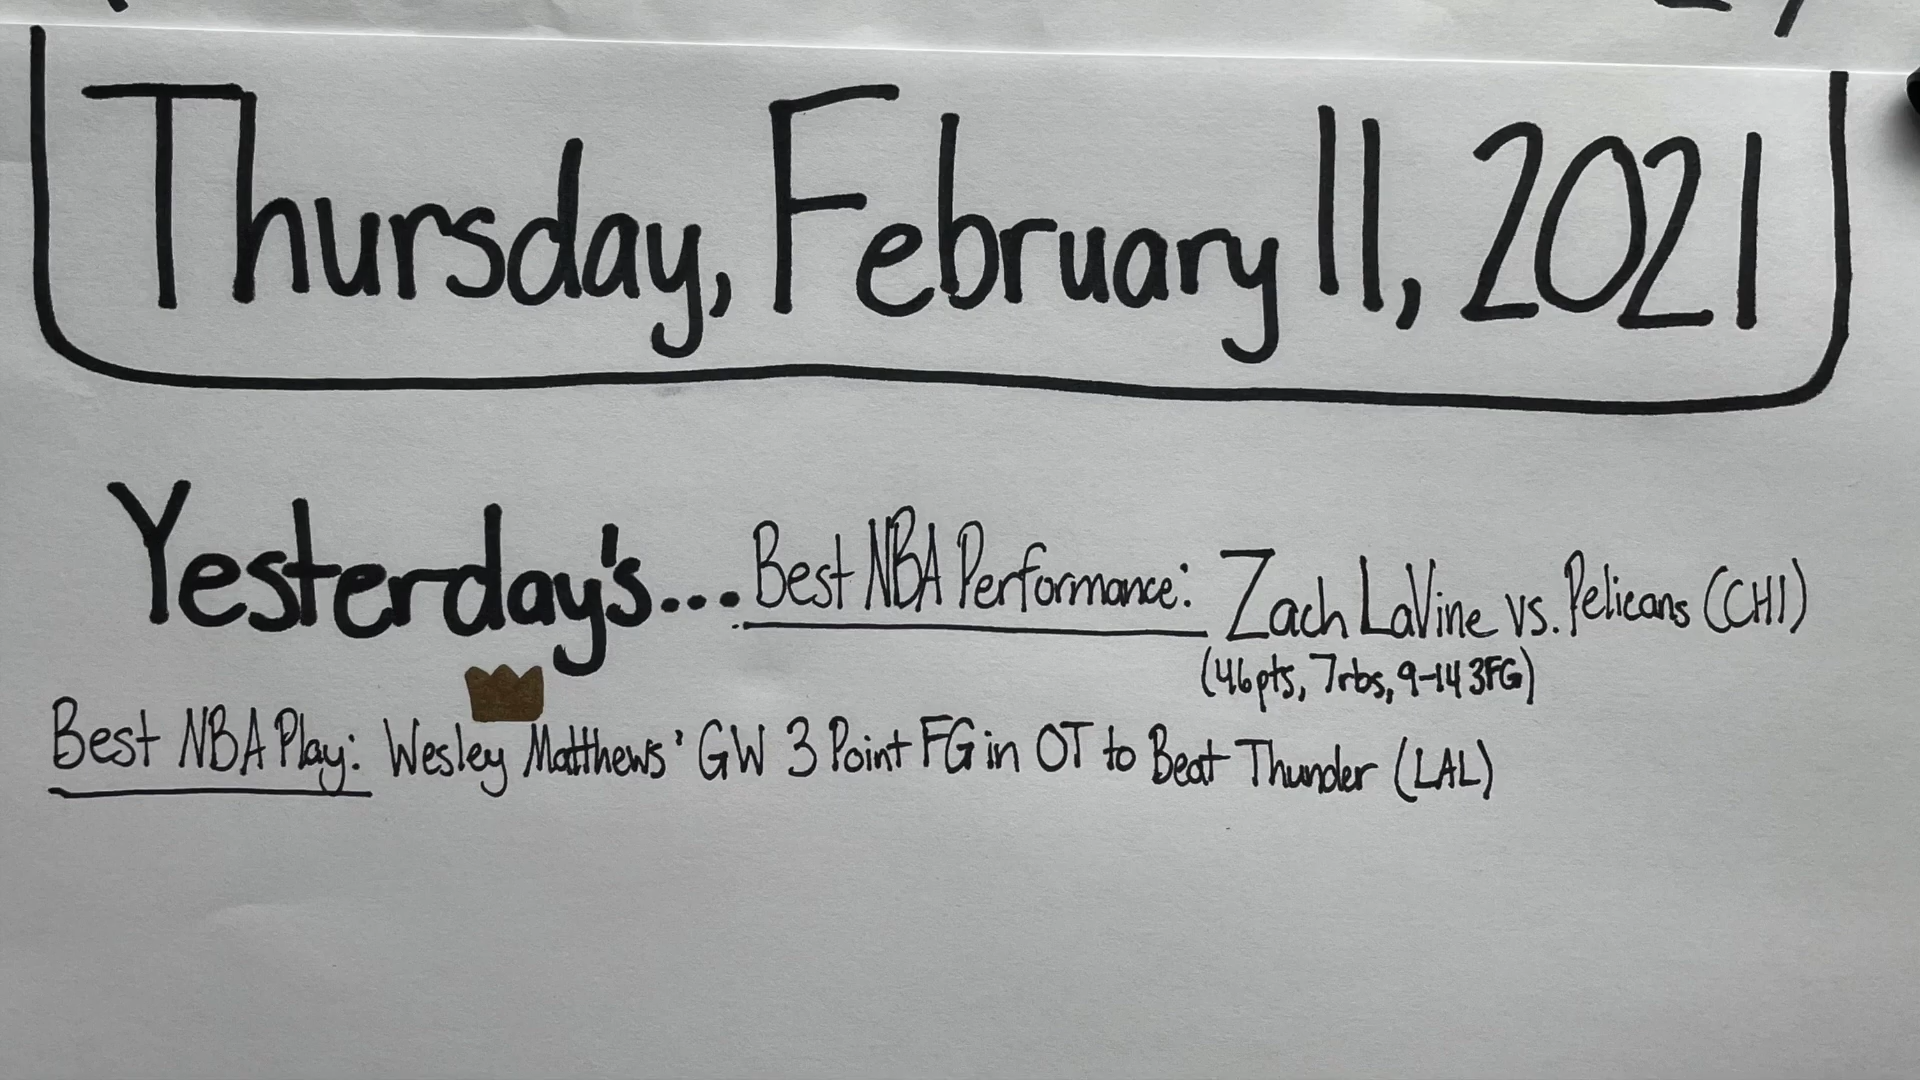 Thursday, February 11, 2021
Yesterday's... Best NBA Performance: Zach LaVine vs. Pelicans (CHI)
(46pts, 7rbs, 9-14 3FG)
Best NBA Play: Wesley Matthews' GW 3 Point FG in OT to Beat Thunder (LAL)